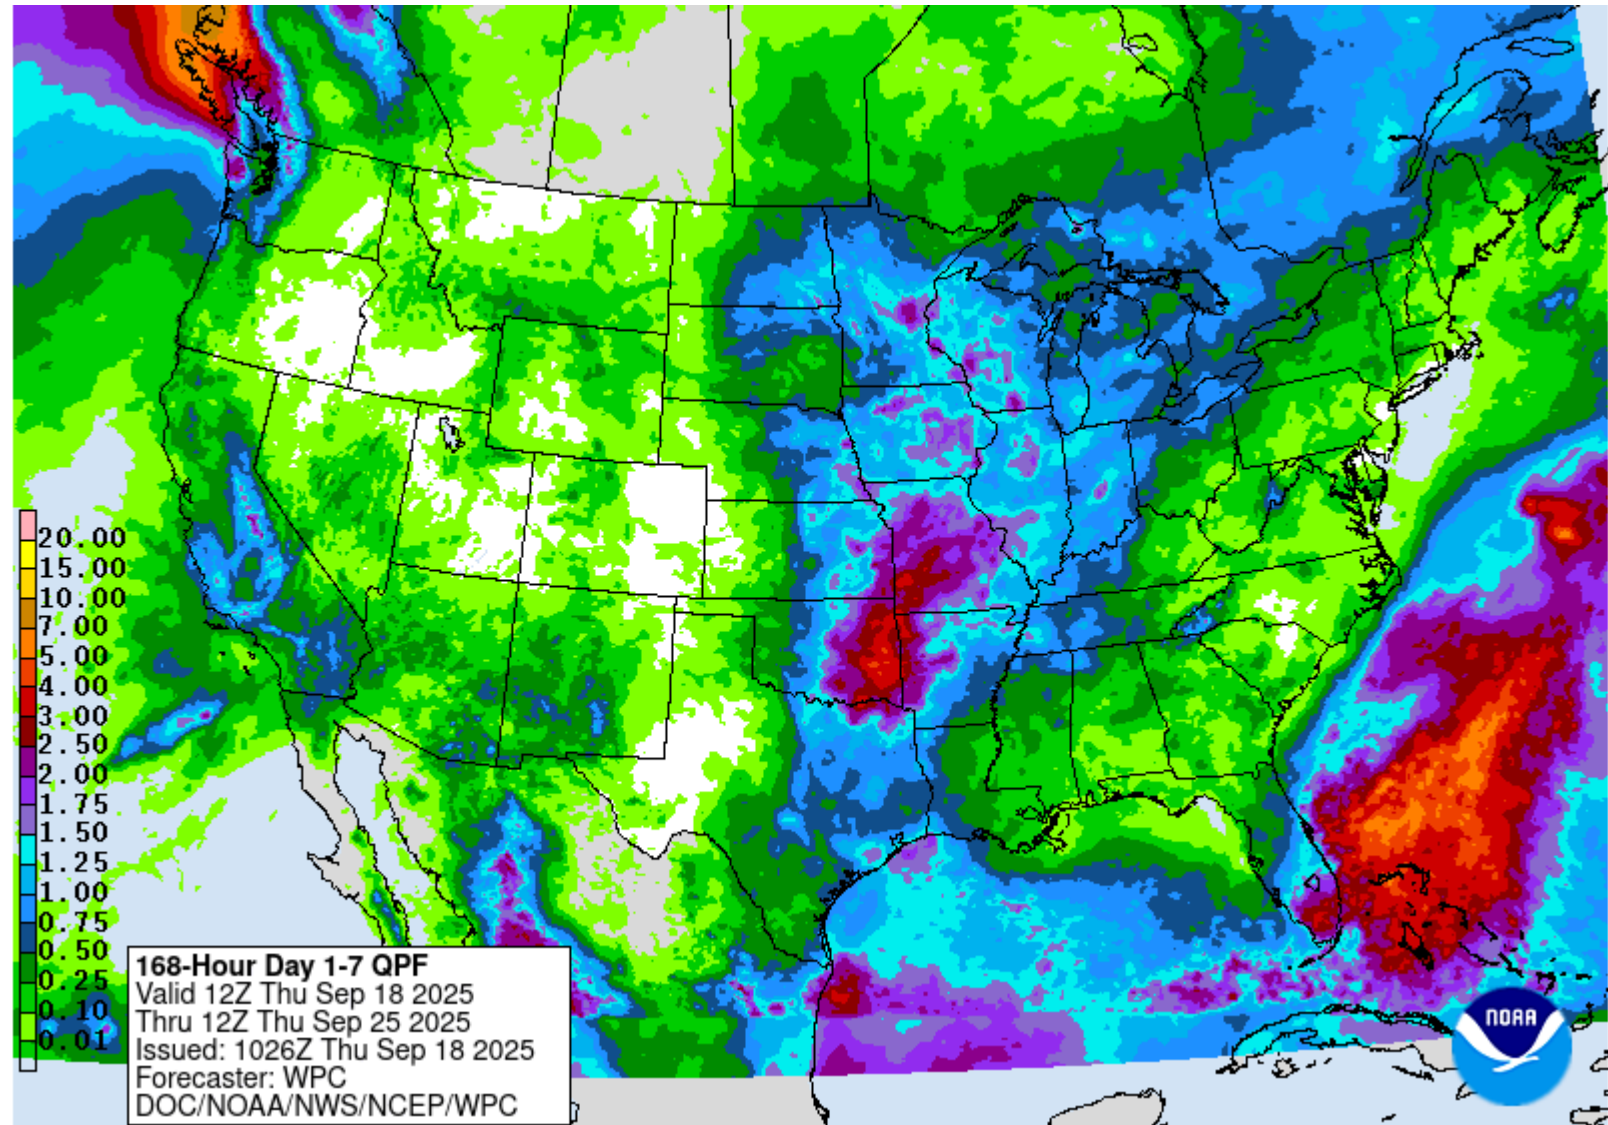 20.00
15.00
10.00
7.00
5.00
4.00
3.00
2.50
2.00
1.75
1.50
1.25
1.00
0.75
0.50
0.25
0.10
0.01
168-Hour Day 1-7 QPF
Valid 12Z Thu Sep 18 2025
Thru 12Z Thu Sep 25 2025
Issued: 1026Z Thu Sep 18 2025
Forecaster: WPC
DOC/NOAA/NWS/NCEP/WPC
NOAA